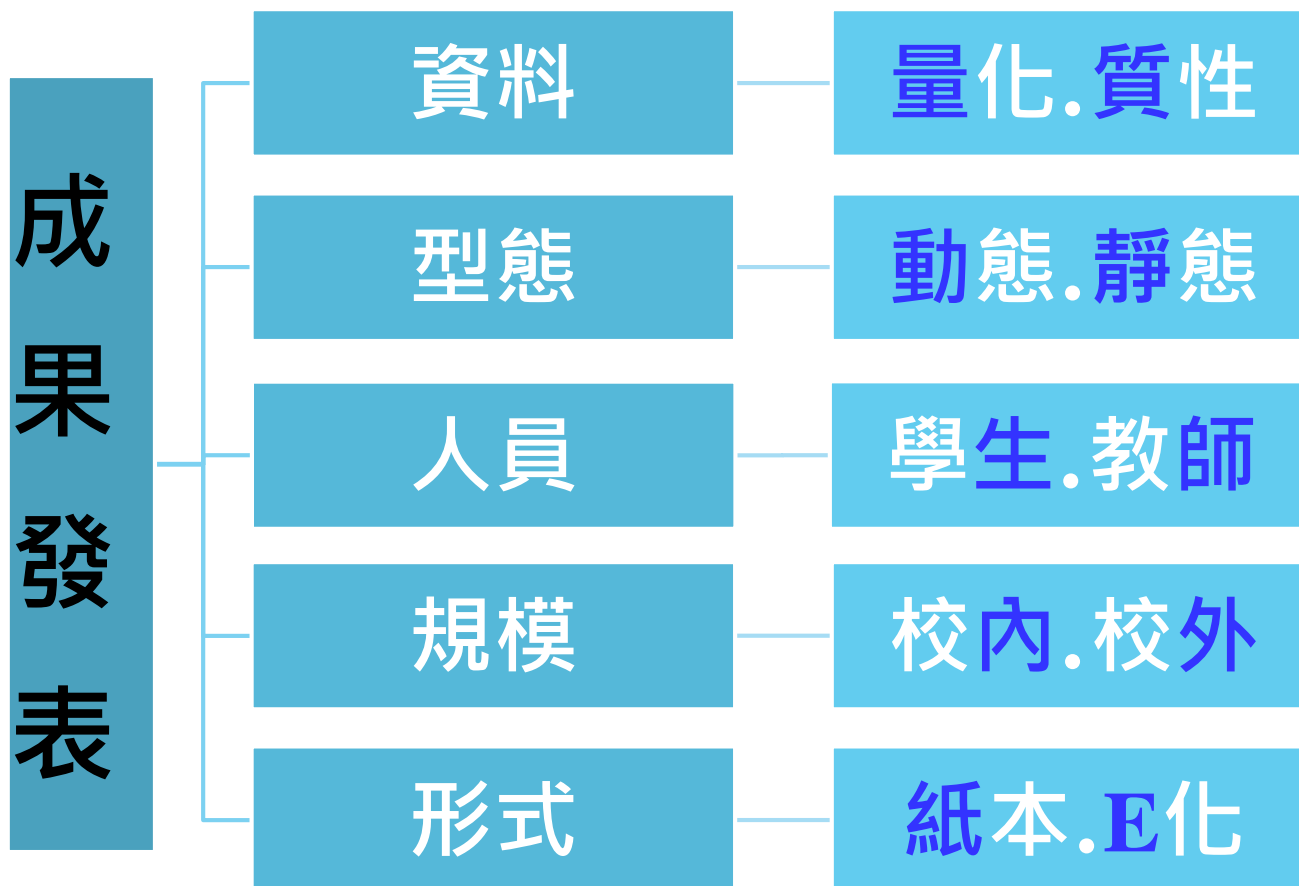 成果發表
資料
量化.質性
型態
動態.靜態
人員
學生.教師
規模
校內.校外
形式
紙本.E化